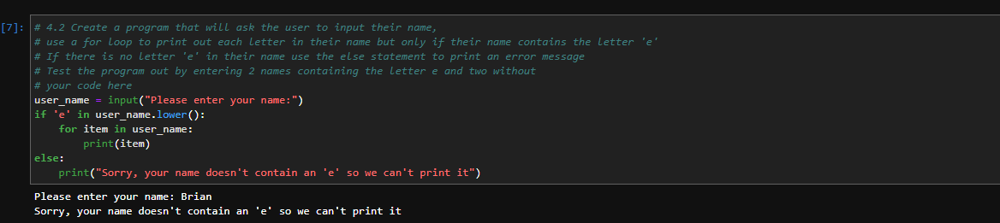 [7]: # 4.2 Create a program that will ask the user to input their name,
# use a for loop to print out each letter in their name but only if their name contains the letter 'e'
# If there is no letter 'e' in their name use the else statement to print an error message
# Test the program out by entering 2 names containing the letter e and two without
# your code here
user_name = input("Please enter your name:")
if 'e' in user_name.lower():
    for item in user_name:
        print(item)
else:
    print("Sorry, your name doesn't contain an 'e' so we can't print it")
Please enter your name: Brian
Sorry, your name doesn't contain an 'e' so we can't print it